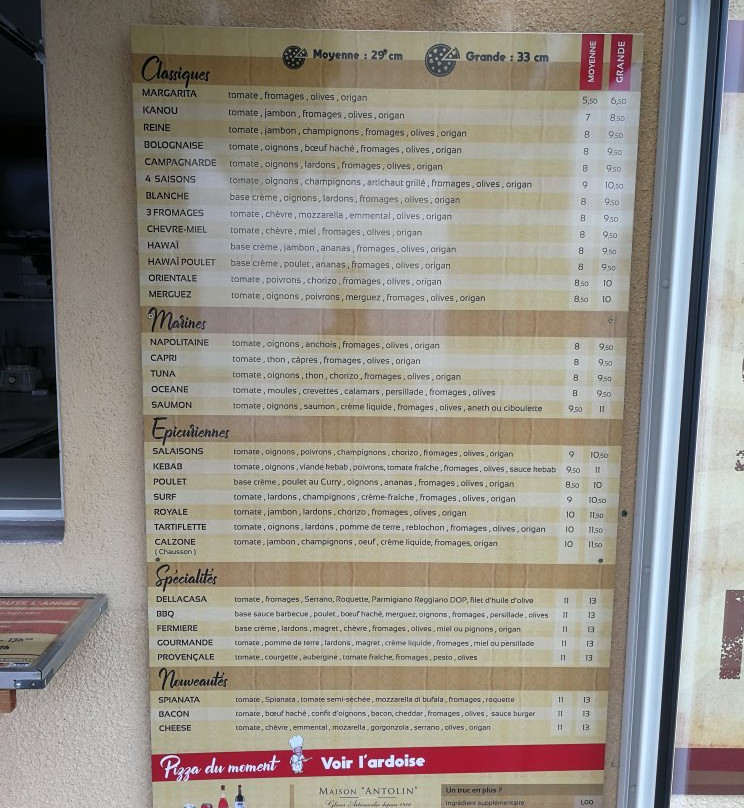 Moyenne : 29 cm Grande : 33 cm MOYENNE GRANDE
Classiques
MARGARITA tomate , fromages , olives , origan 5,50 6,50
KANOU tomate , jambon , fromages , olives , origan 7 8,50
REINE tomate , jambon , champignons , fromages , olives , origan 8 9,50
BOLOGNAISE tomate , oignons , bœuf haché , fromages , olives , origan 8 9,50
CAMPAGNARDE tomate , oignons , lardons , fromages , olives , origan 8 9,50
4 SAISONS tomate , oignons , champignons , artichaut grillé , fromages , olives , origan 9 10,50
BLANCHE base crème , oignons , lardons , fromages , olives , origan 8 9,50
3 FROMAGES tomate , chèvre , mozzarella , emmental , olives , origan 8 9,50
CHEVRE-MIEL tomate , chèvre , miel , fromages , olives , origan 8 9,50
HAWAÏ base crème , jambon , ananas , fromages , olives , origan 8 9,50
HAWAÏ POULET base crème , poulet , ananas , fromages , olives , origan 8 9,50
ORIENTALE tomate , poivrons , chorizo , fromages , olives , origan 8,50 10
MERGUEZ tomate , oignons , poivrons , merguez , fromages , olives , origan 8,50 10
Marines
NAPOLITAINE tomate , oignons , anchois , fromages , olives , origan 8 9,50
CAPRI tomate , thon , câpres , fromages , olives , origan 8 9,50
TUNA tomate , oignons , thon , chorizo , fromages , olives , origan 8 9,50
OCEANE tomate , moules , crevettes , calamars , persillade , fromages , olives 8 9,50
SAUMON tomate , oignons , saumon , crème liquide , fromages , olives , aneth ou ciboulette 9,50 11
Epicuriennes
SALAISONS tomate , oignons , poivrons , champignons , chorizo , fromages , olives , origan 9 10,50
KEBAB tomate , oignons , viande kebab , poivrons, tomate fraîche , fromages , olives , sauce kebab 9,50 11
POULET base crème , poulet au Curry , oignons , ananas , fromages , olives , origan 8,50 10
SURF tomate , lardons , champignons , crème-fraîche , fromages , olives , origan 9 10,50
ROYALE tomate , jambon , lardons , chorizo , fromages , olives , origan 10 11,50
TARTIFLETTE tomate , oignons , lardons , pomme de terre , reblochon , fromages , olives , origan 10 11,50
CALZONE tomate , jambon , champignons , oeuf , crème liquide, fromages, origan 10 11,50
( Chausson )
Spécialités
DELLACASA tomate , fromages , Serrano, Roquette, Parmigiano Reggiano DOP, filet d'huile d'olive 11 13
BBQ base sauce barbecue , poulet , bœuf haché , merguez, oignons , fromages , persillade , olives 11 13
FERMIERE base crème , lardons , magret , chèvre , fromages , olives , miel ou pignons , origan 11 13
GOURMANDE tomate , pomme de terre , lardons , magret , crème liquide , fromages , miel ou persillade 11 13
PROVENÇALE tomate , courgette , aubergine , tomate fraîche, fromages , pesto , olives 11 13
Nouveautés
SPIANATA tomate , Spianata , tomate semi-séchée , mozzarella di bufala , fromages , roquette 11 13
BACON tomate , bœuf haché , confit d'oignons , bacon, cheddar , fromages , olives , sauce burger 11 13
CHEESE tomate , chèvre , emmental , mozarella , gorgonzola , serrano , olives , origan 11 13
Pizza du moment Voir l'ardoise
MAISON "ANTOLIN"
Glaces Artisanales depuis 1916
Un truc en plus ?
Ingrédient supplémentaire 1,00
OUTE L'ANNÉE